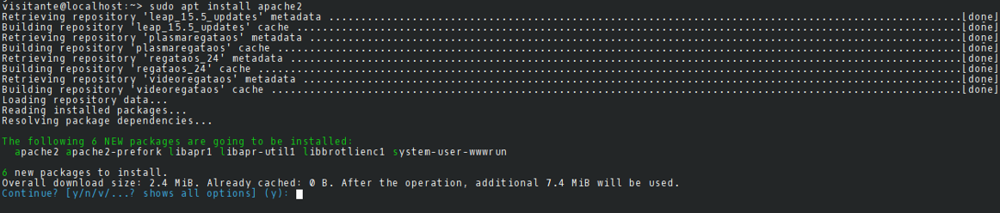 visitante@localhost:~> sudo apt install apache2
Retrieving repository 'leap_15.5_updates' metadata ....................................................................................................[done]
Building repository 'leap_15.5_updates' cache .........................................................................................................[done]
Retrieving repository 'plasmaregataos' metadata .......................................................................................................[done]
Building repository 'plasmaregataos' cache ............................................................................................................[done]
Retrieving repository 'regataos_24' metadata ..........................................................................................................[done]
Building repository 'regataos_24' cache ...............................................................................................................[done]
Retrieving repository 'videoregataos' metadata ........................................................................................................[done]
Building repository 'videoregataos' cache .............................................................................................................[done]
Loading repository data...
Reading installed packages...
Resolving package dependencies...
The following 6 NEW packages are going to be installed:
apache2 apache2-prefork libapr1 libapr-util1 libbrotlienc1 system-user-wwwrun
6 new packages to install.
Overall download size: 2.4 MiB. Already cached: 0 B. After the operation, additional 7.4 MiB will be used.
Continue? [y/n/v/...? shows all options] (y):